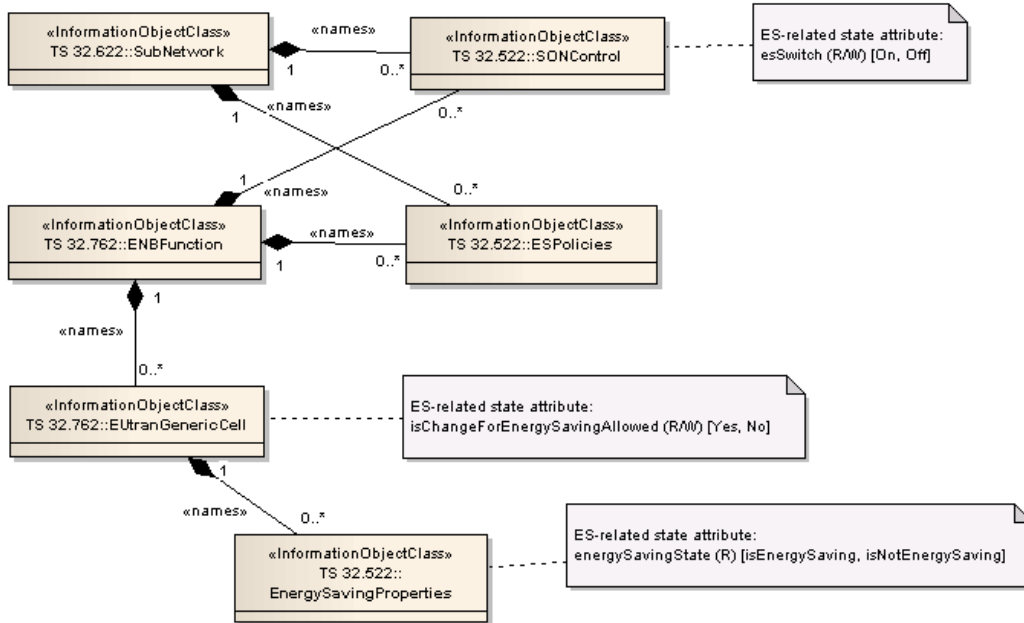 «InformationObjectClass»
TS 32.622::SubNetwork
«names»
1
0..*
«InformationObjectClass»
TS 32.522::SONControl
ES-related state attribute:
esSwitch (R/W) [On, Off]
1
«names»
0..*
1
«names»
0..*
«InformationObjectClass»
TS 32.762::ENBFunction
«names»
1
0..*
«InformationObjectClass»
TS 32.522::ESPolicies
1
«names»
0..*
«InformationObjectClass»
TS 32.762::EUtranGenericCell
ES-related state attribute:
isChangeForEnergySavingAllowed (R/W) [Yes, No]
1
«names»
0..*
«InformationObjectClass»
TS 32.522::
EnergySavingProperties
ES-related state attribute:
energySavingState (R) [isEnergySaving, isNotEnergySaving]